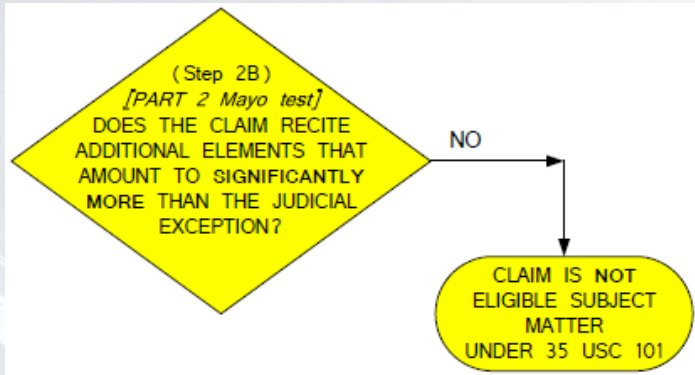 (Step 2B)
[PART 2 Mayo test]
DOES THE CLAIM RECITE
ADDITIONAL ELEMENTS THAT
AMOUNT TO SIGNIFICANTLY
MORE THAN THE JUDICIAL
EXCEPTION?
NO
CLAIM IS NOT
ELIGIBLE SUBJECT
MATTER
UNDER 35 USC 101